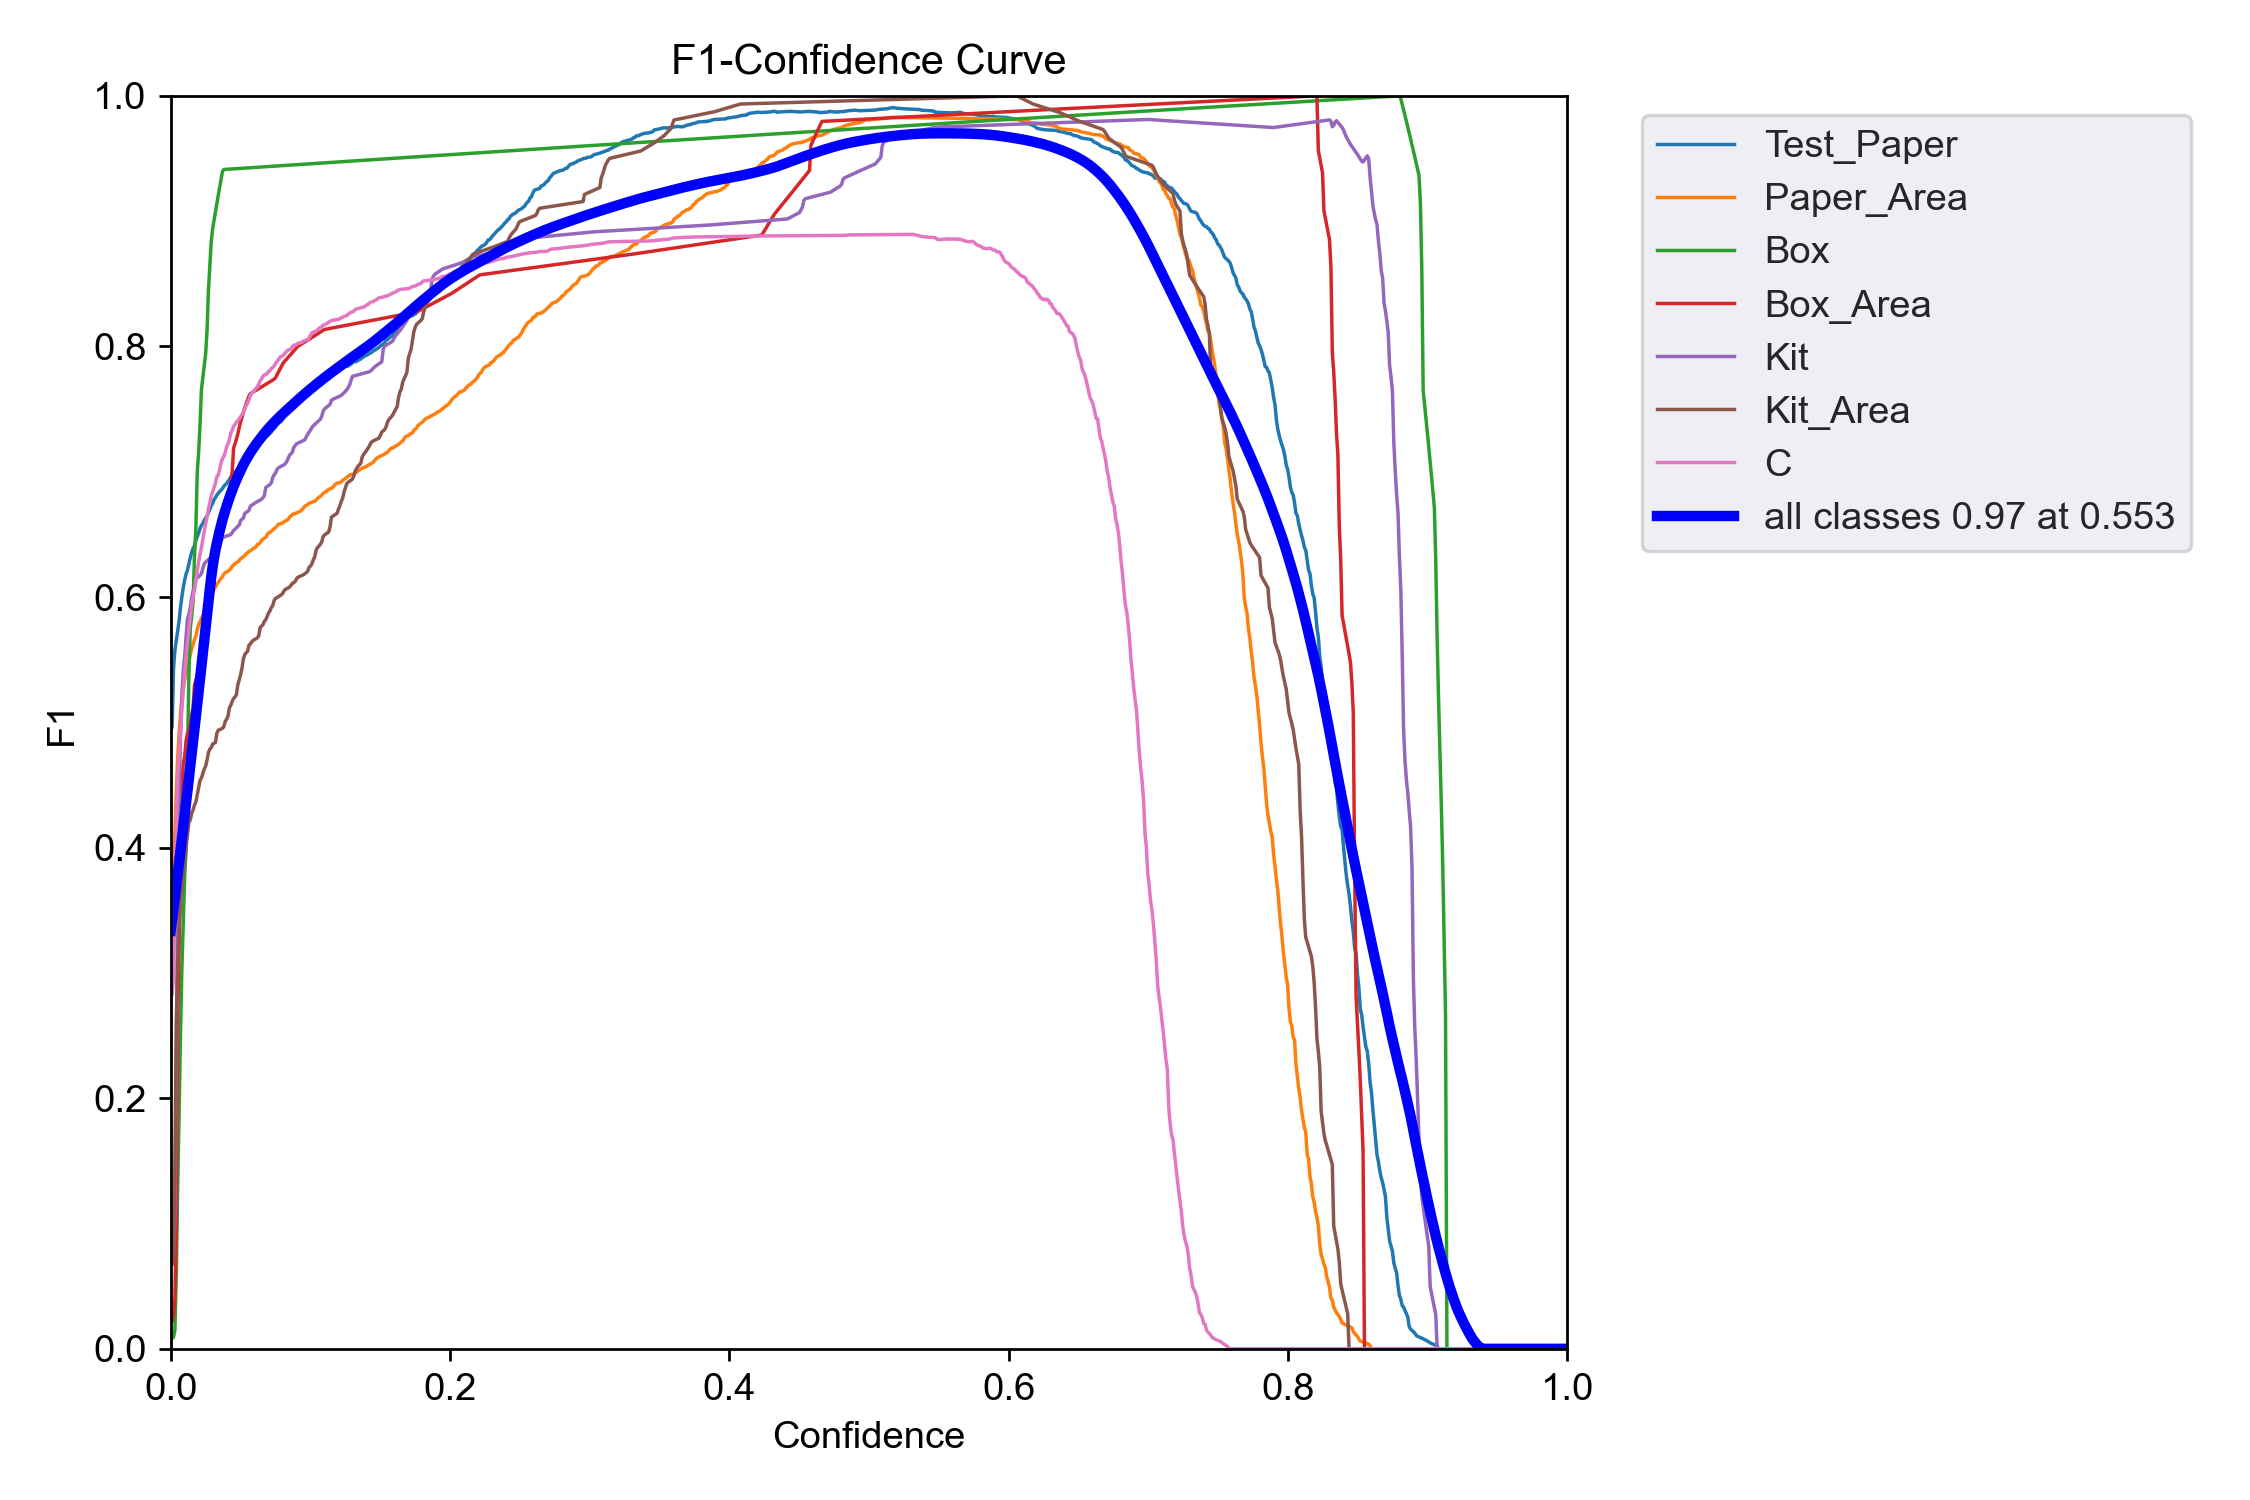 F1-Confidence Curve
1.0
0.8
0.6
0.4
0.2
0.0
F1
0.0 0.2 0.4 0.6 0.8 1.0
Confidence
Test_Paper
Paper_Area
Box
Box_Area
Kit
Kit_Area
C
all classes 0.97 at 0.553